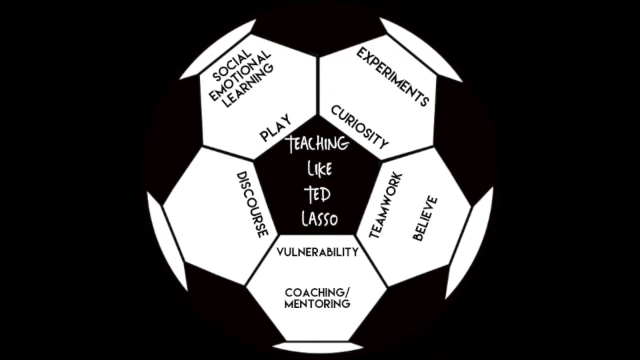 SOCIAL
EMOTIONAL
LEARNING
PLAY
EXPERIMENTS
CURIOSITY
TEACHING
LIKE
TED
LASSO
DISCOURSE
TEAMWORK
BELIEVE
VULNERABILITY
COACHING/
MENTORING